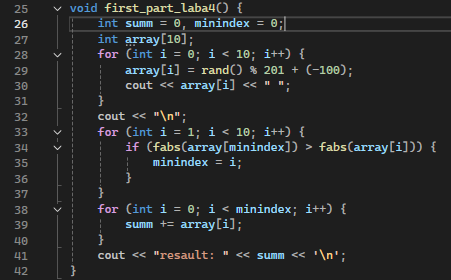 25 void first_part_laba4() {
26 int summ = 0, minindex = 0;
27 int array[10];
28 for (int i = 0; i < 10; i++) {
29 array[i] = rand() % 201 + (-100);
30 cout << array[i] << " ";
31 }
32 cout << "\n";
33 for (int i = 1; i < 10; i++) {
34 if (fabs(array[minindex]) > fabs(array[i])) {
35 minindex = i;
36 }
37 }
38 for (int i = 0; i < minindex; i++) {
39 summ += array[i];
40 }
41 cout << "resault: " << summ << '\n';
42 }